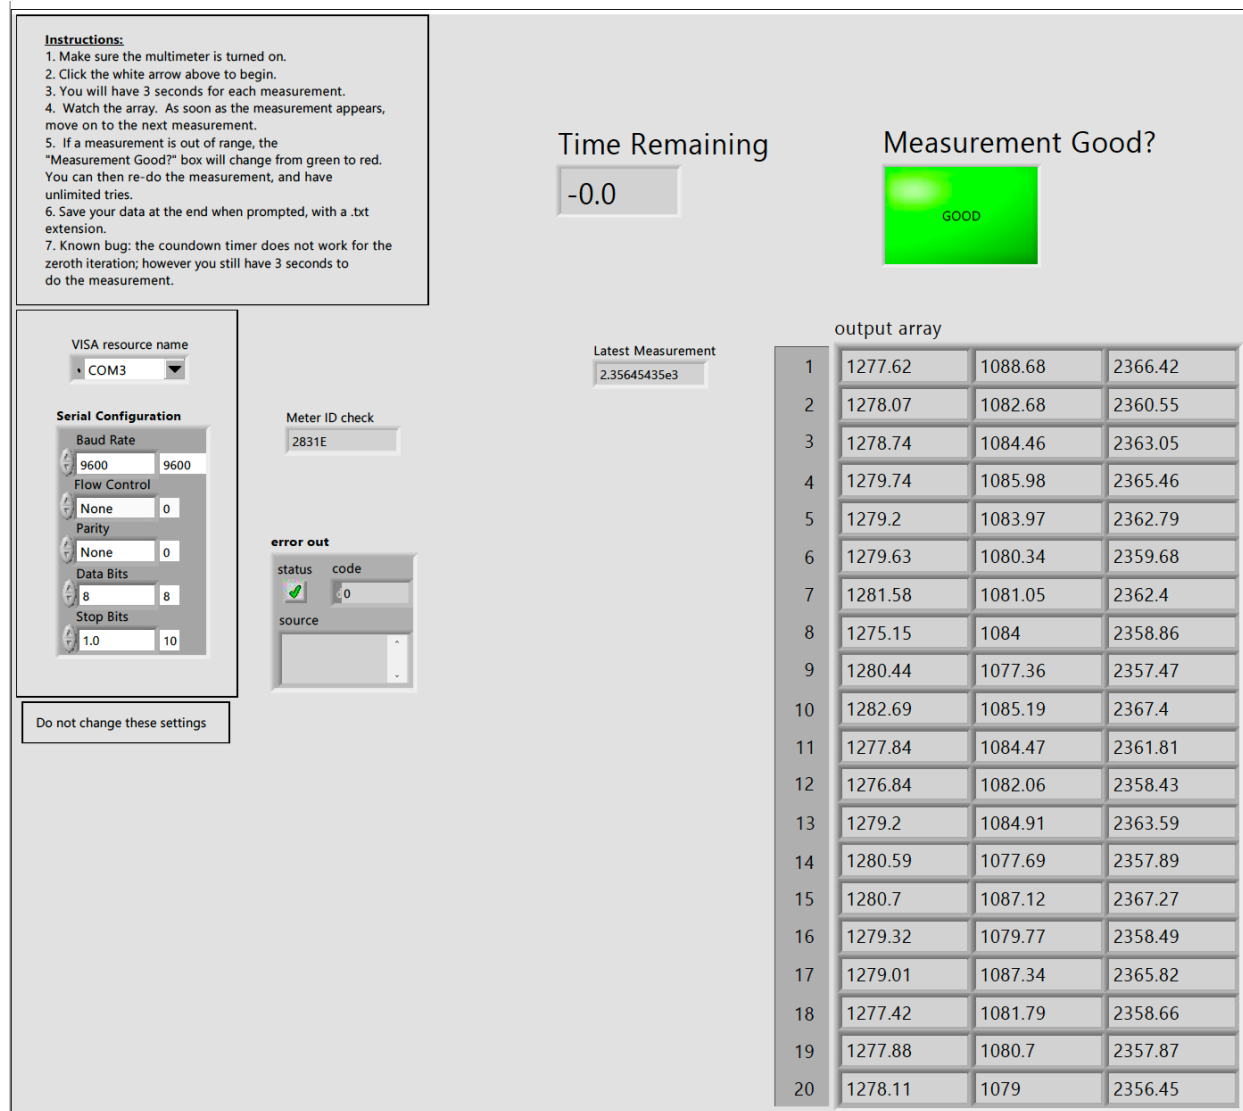 Instructions:
1. Make sure the multimeter is turned on.
2. Click the white arrow above to begin.
3. You will have 3 seconds for each measurement.
4.  Watch the array.  As soon as the measurement appears,
move on to the next measurement.
5.  If a measurement is out of range, the
"Measurement Good?" box will change from green to red.
You can then re-do the measurement, and have
unlimited tries.
6. Save your data at the end when prompted, with a .txt
extension.
7. Known bug: the coundown timer does not work for the
zeroth iteration; however you still have 3 seconds to
do the measurement.
Time Remaining
-0.0
Measurement Good?
GOOD
VISA resource name
COM3
Serial Configuration
Baud Rate
9600 9600
Flow Control
None 0
Parity
None 0
Data Bits
8 8
Stop Bits
1.0 10
Do not change these settings
Meter ID check
2831E
error out
status code
0
source
Latest Measurement
2.35645435e3
output array
1 1277.62 1088.68 2366.42
2 1278.07 1082.68 2360.55
3 1278.74 1084.46 2363.05
4 1279.74 1085.98 2365.46
5 1279.2 1083.97 2362.79
6 1279.63 1080.34 2359.68
7 1281.58 1081.05 2362.4
8 1275.15 1084 2358.86
9 1280.44 1077.36 2357.47
10 1282.69 1085.19 2367.4
11 1277.84 1084.47 2361.81
12 1276.84 1082.06 2358.43
13 1279.2 1084.91 2363.59
14 1280.59 1077.69 2357.89
15 1280.7 1087.12 2367.27
16 1279.32 1079.77 2358.49
17 1279.01 1087.34 2365.82
18 1277.42 1081.79 2358.66
19 1277.88 1080.7 2357.87
20 1278.11 1079 2356.45